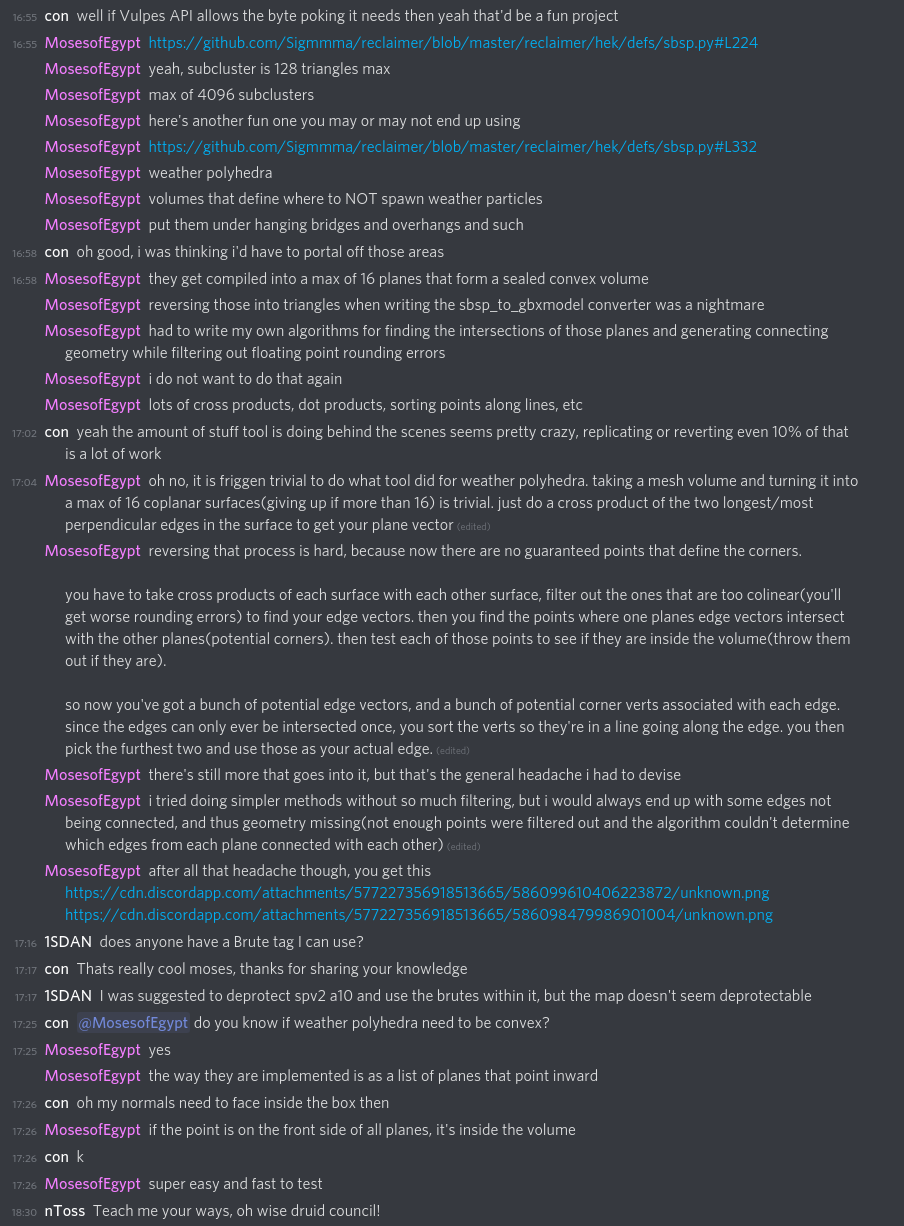 16:55 con well if Vulpes API allows the byte poking it needs then yeah that'd be a fun project
16:55 MosesofEgypt https://github.com/Sigmmma/reclaimer/blob/master/reclaimer/hek/defs/sbsp.py#L224
MosesofEgypt yeah, subcluster is 128 triangles max
MosesofEgypt max of 4096 subclusters
MosesofEgypt here's another fun one you may or may not end up using
MosesofEgypt https://github.com/Sigmmma/reclaimer/blob/master/reclaimer/hek/defs/sbsp.py#L332
MosesofEgypt weather polyhedra
MosesofEgypt volumes that define where to NOT spawn weather particles
MosesofEgypt put them under hanging bridges and overhangs and such
16:58 con oh good, i was thinking i'd have to portal off those areas
16:58 MosesofEgypt they get compiled into a max of 16 planes that form a sealed convex volume
MosesofEgypt reversing those into triangles when writing the sbsp_to_gbxmodel converter was a nightmare
MosesofEgypt had to write my own algorithms for finding the intersections of those planes and generating connecting
geometry while filtering out floating point rounding errors
MosesofEgypt i do not want to do that again
MosesofEgypt lots of cross products, dot products, sorting points along lines, etc
17:02 con yeah the amount of stuff tool is doing behind the scenes seems pretty crazy, replicating or reverting even 10% of that
is a lot of work
17:04 MosesofEgypt oh no, it is friggen trivial to do what tool did for weather polyhedra. taking a mesh volume and turning it into
a max of 16 coplanar surfaces(giving up if more than 16) is trivial. just do a cross product of the two longest/most
perpendicular edges in the surface to get your plane vector (edited)
MosesofEgypt reversing that process is hard, because now there are no guaranteed points that define the corners.
you have to take cross products of each surface with each other surface, filter out the ones that are too colinear(you'll
get worse rounding errors) to find your edge vectors. then you find the points where one planes edge vectors intersect
with the other planes(potential corners). then test each of those points to see if they are inside the volume(throw them
out if they are).
so now you've got a bunch of potential edge vectors, and a bunch of potential corner verts associated with each edge.
since the edges can only ever be intersected once, you sort the verts so they're in a line going along the edge. you then
pick the furthest two and use those as your actual edge. (edited)
MosesofEgypt there's still more that goes into it, but that's the general headache i had to devise
MosesofEgypt i tried doing simpler methods without so much filtering, but i would always end up with some edges not
being connected, and thus geometry missing(not enough points were filtered out and the algorithm couldn't determine
which edges from each plane connected with each other) (edited)
MosesofEgypt after all that headache though, you get this
https://cdn.discordapp.com/attachments/577227356918513665/586099610406223872/unknown.png
https://cdn.discordapp.com/attachments/577227356918513665/586098479986901004/unknown.png
17:16 1SDAN does anyone have a Brute tag I can use?
17:17 con Thats really cool moses, thanks for sharing your knowledge
17:17 1SDAN I was suggested to deprotect spv2 a10 and use the brutes within it, but the map doesn't seem deprotectable
17:25 con @MosesofEgypt do you know if weather polyhedra need to be convex?
17:25 MosesofEgypt yes
MosesofEgypt the way they are implemented is as a list of planes that point inward
17:26 con oh my normals need to face inside the box then
17:26 MosesofEgypt if the point is on the front side of all planes, it's inside the volume
17:26 con k
17:26 MosesofEgypt super easy and fast to test
18:30 nToss Teach me your ways, oh wise druid council!